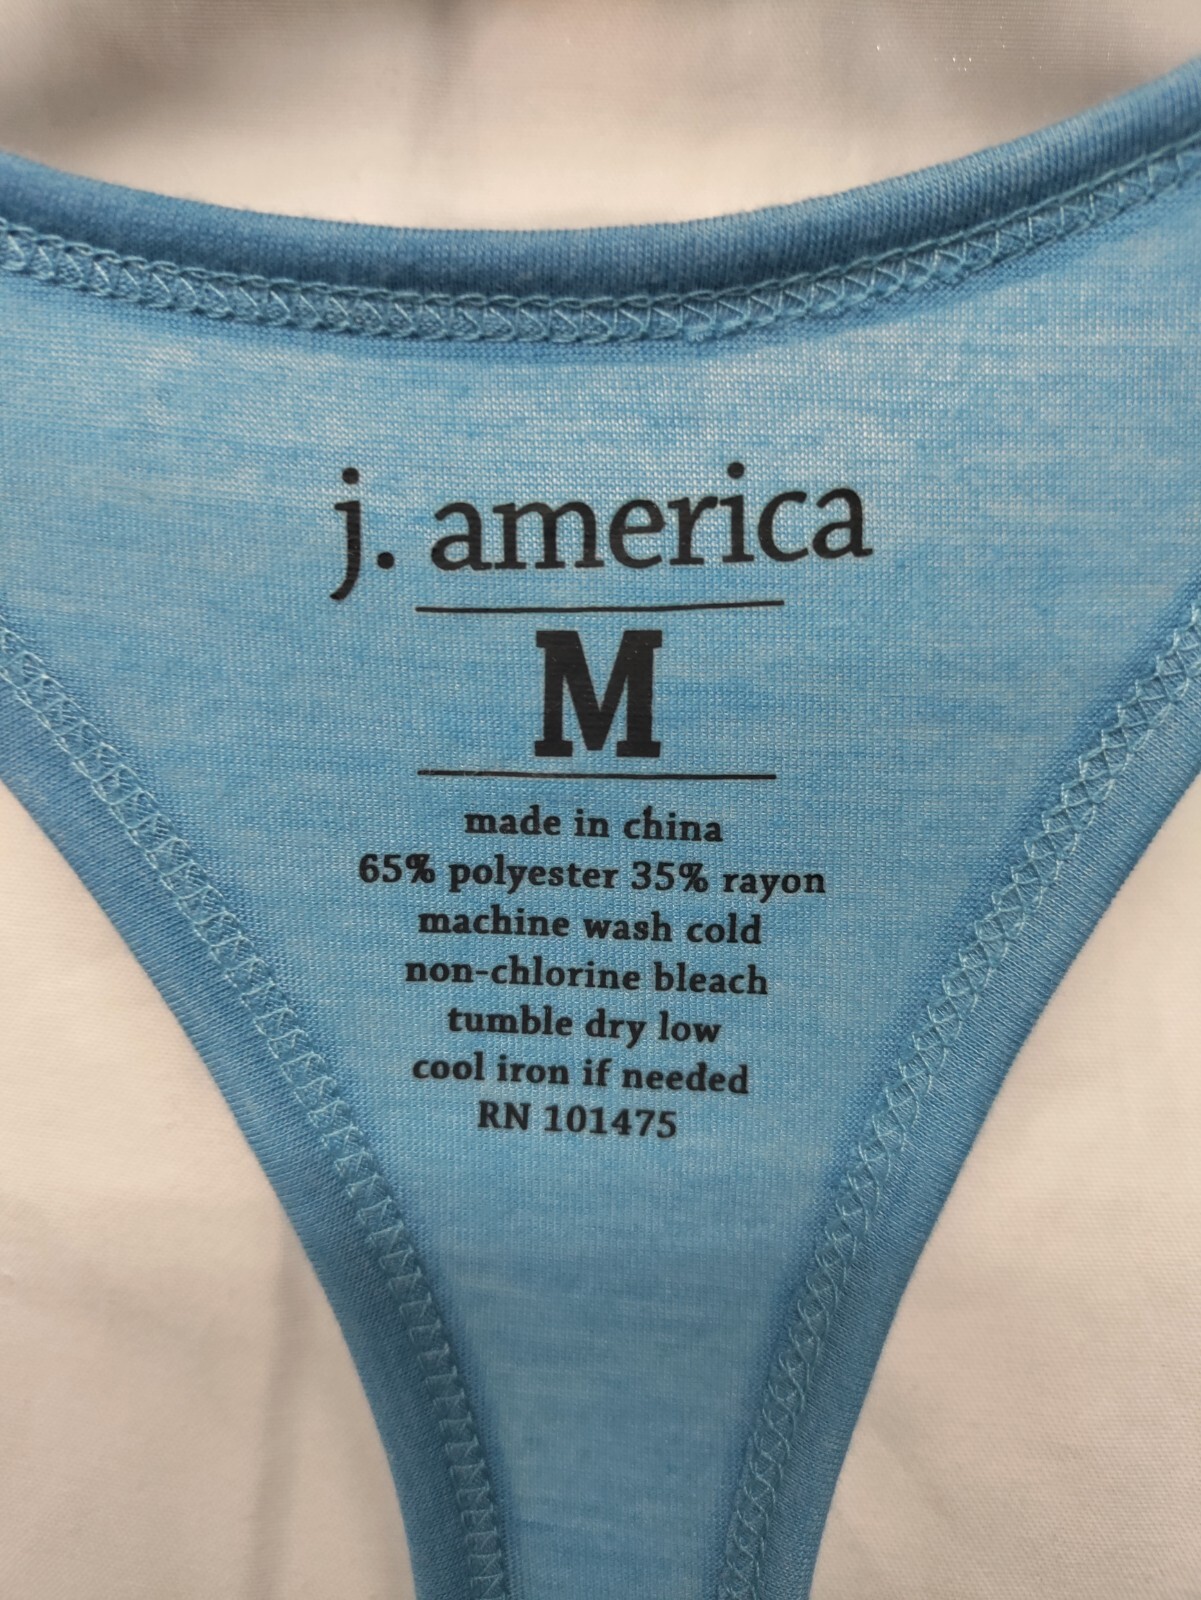 j. america
M
made in china
65% polyester 35% rayon
machine wash cold
non-chlorine bleach
tumble dry low
cool iron if needed
RN 101475